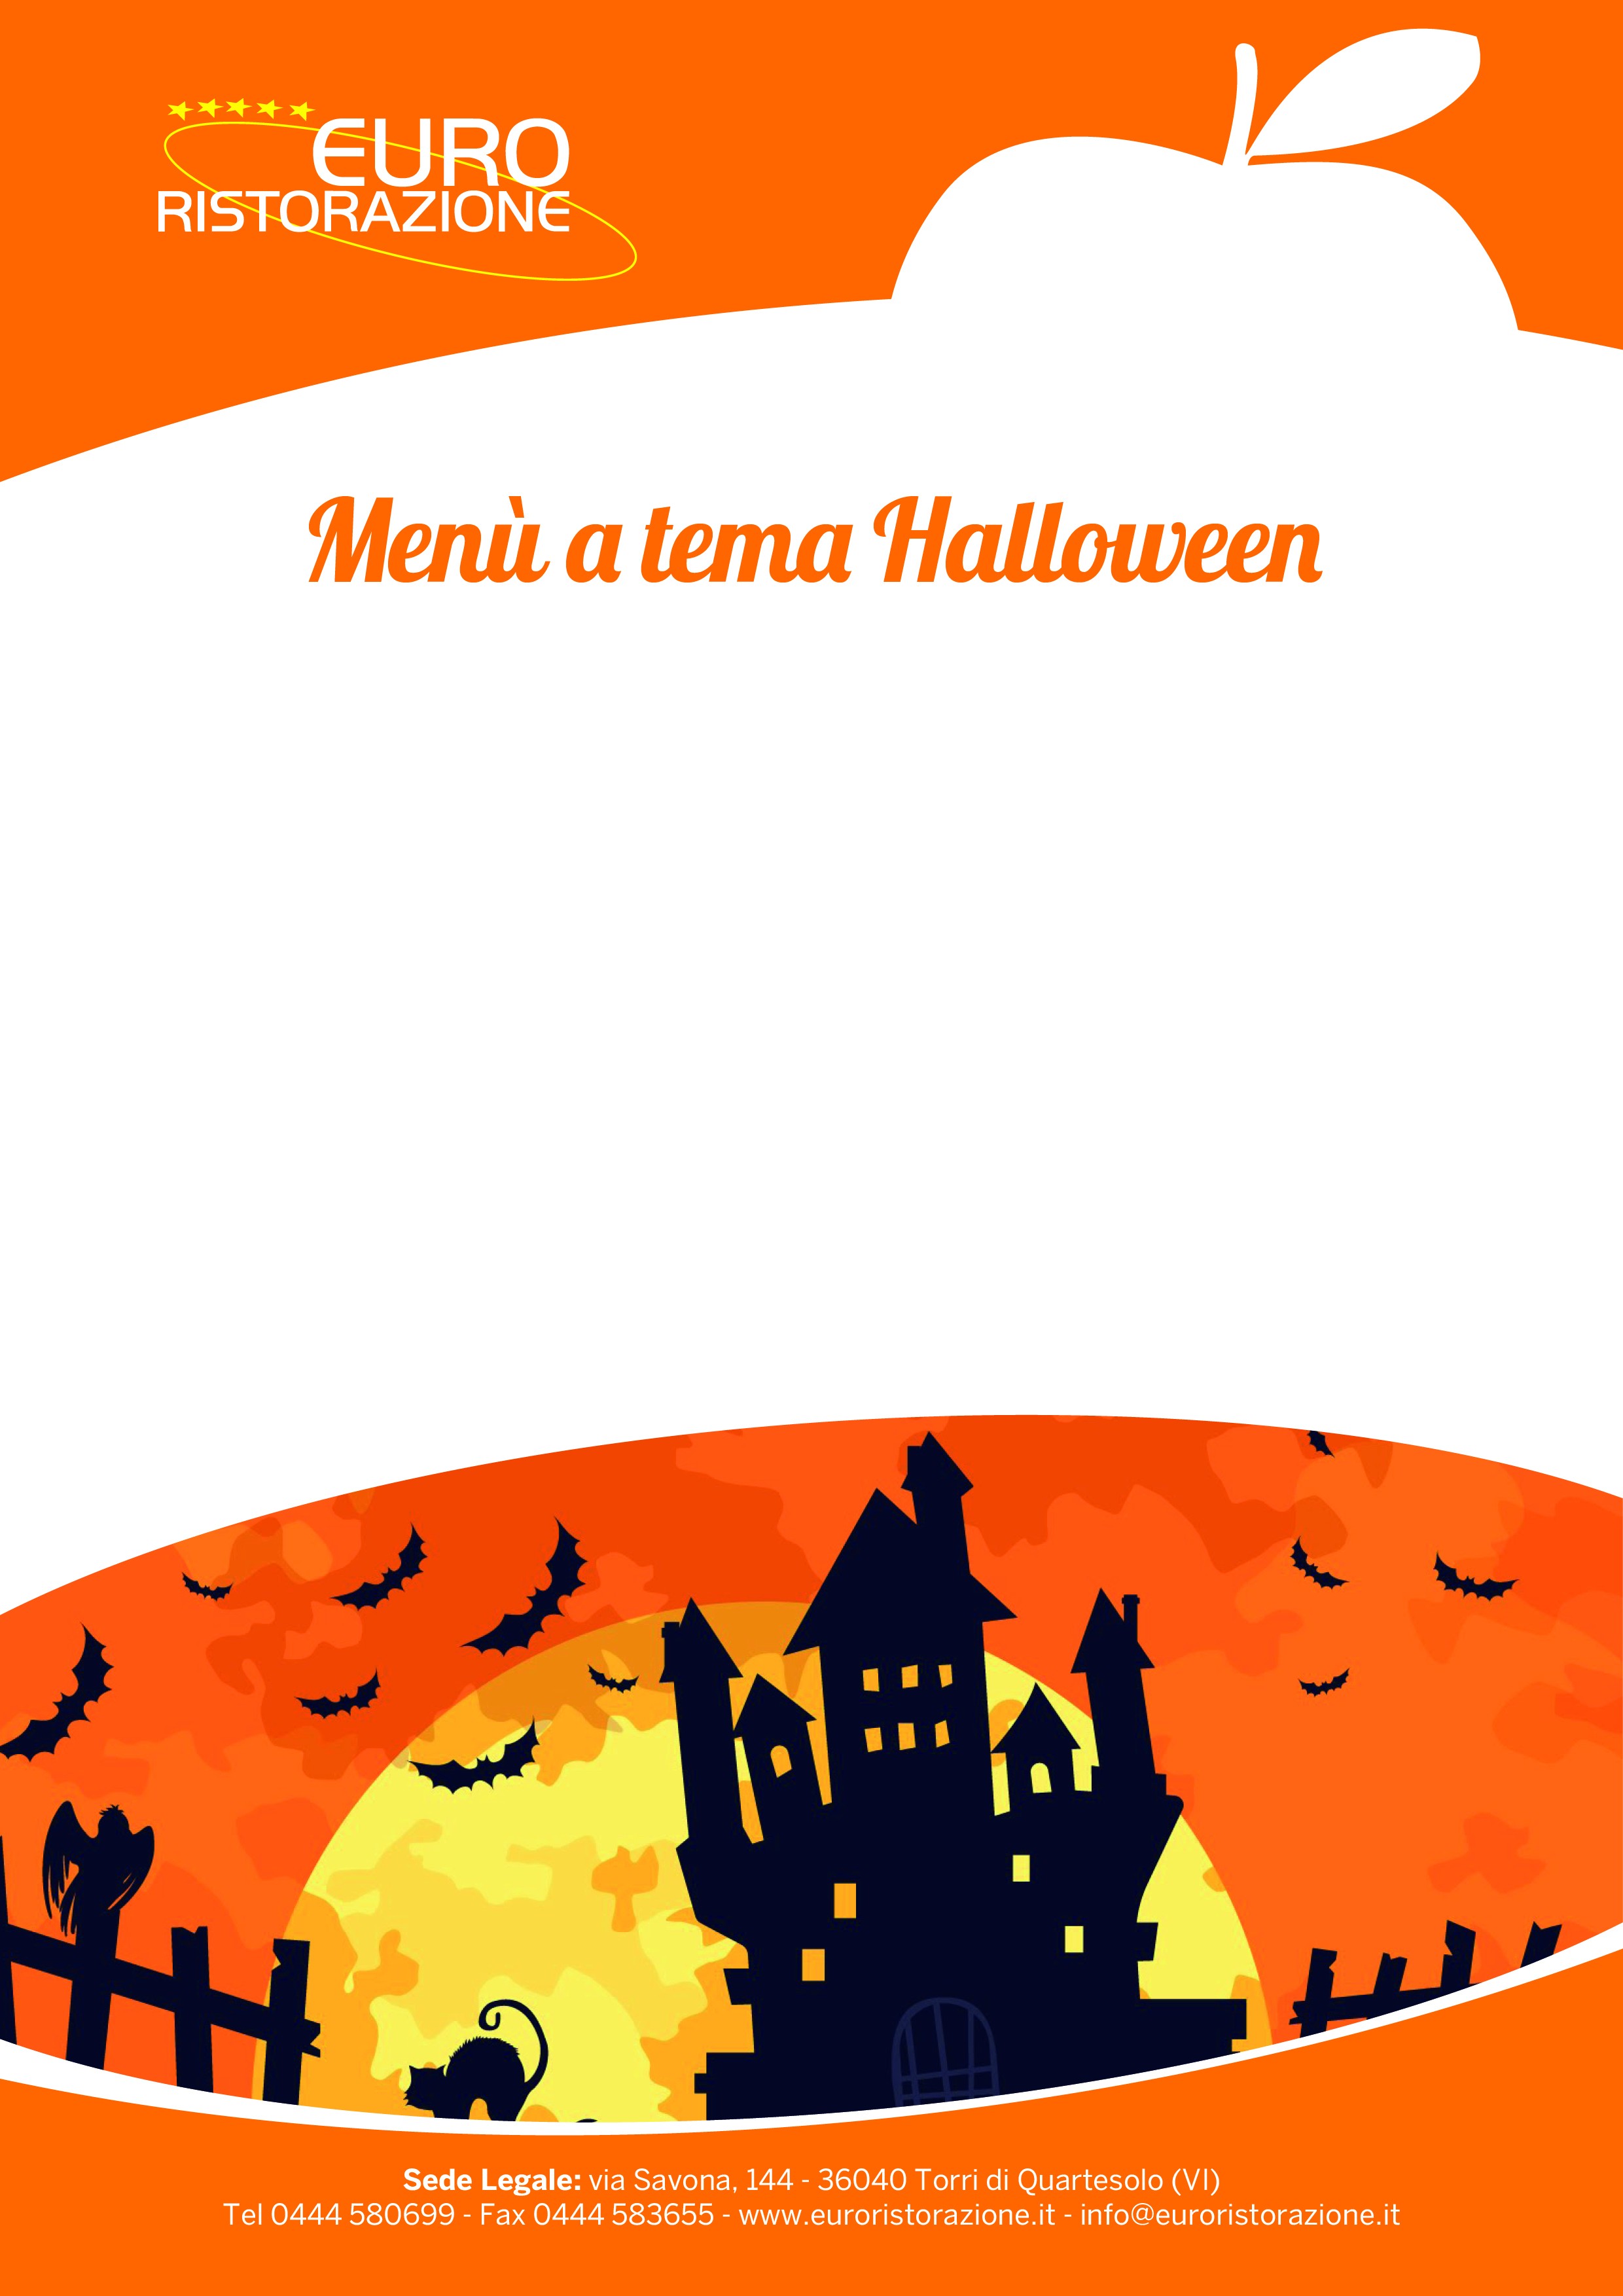 EURO
RISTORAZIONE
Menù a tema Halloween
Sede Legale: via Savona, 144 - 36040 Torri di Quartesolo (VI)
Tel 0444 580699 - Fax 0444 583655 - www.euroristorazione.it - info@euroristorazione.it